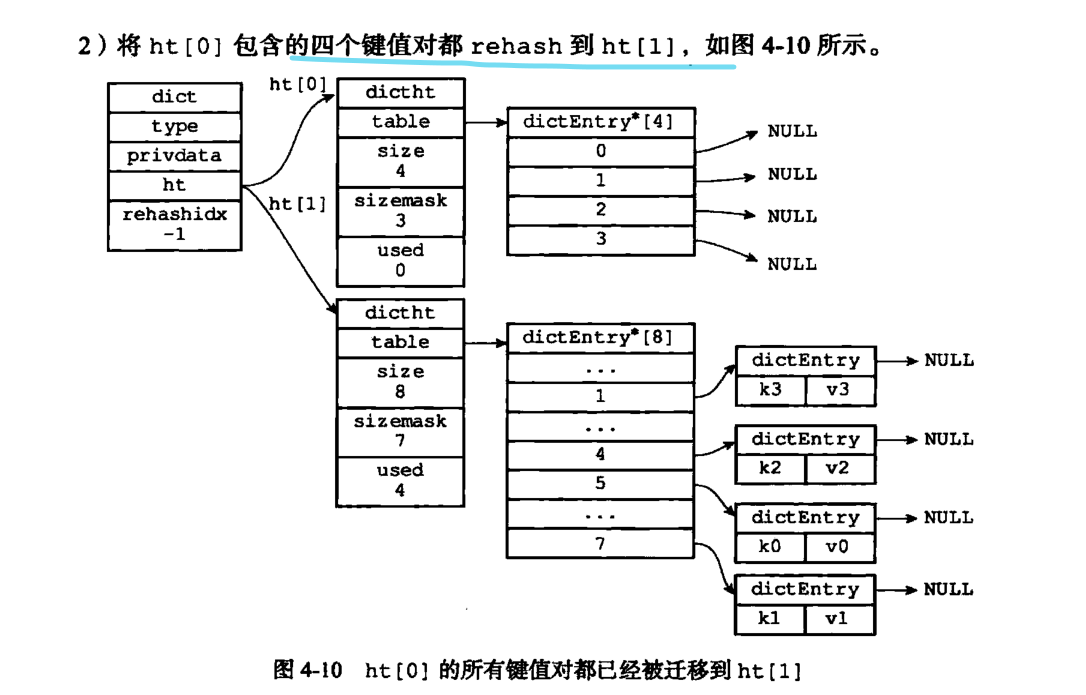 2）将 ht[0] 包含的四个键值对都 rehash 到 ht[1]，如图 4-10 所示。
dict
type
privdata
ht
rehashidx
-1
ht[0]
ht[1]
dictht
table
size
4
sizemask
3
used
0
dictEntry*[4]
0
1
2
3
NULL
NULL
NULL
NULL
dictht
table
size
8
sizemask
7
used
4
dictEntry*[8]
...
1
...
4
5
...
7
dictEntry
k3 v3
NULL
dictEntry
k2 v2
NULL
dictEntry
k0 v0
NULL
dictEntry
k1 v1
NULL
图 4-10 ht[0] 的所有键值对都已经被迁移到 ht[1]